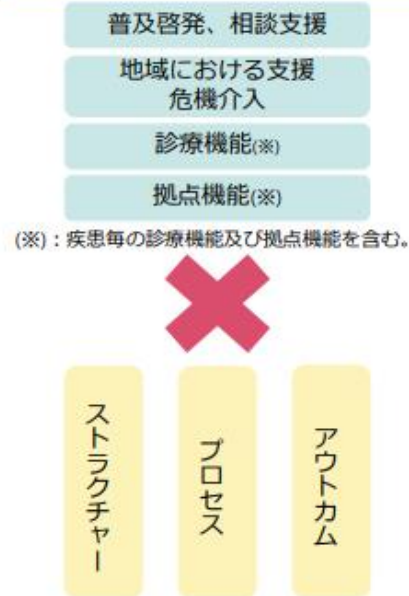 普及啓発、相談支援
地域における支援
危機介入
診療機能(※)
拠点機能(※)
(※)：疾患毎の診療機能及び拠点機能を含む。
ストラクチャー
プロセス
アウトカム